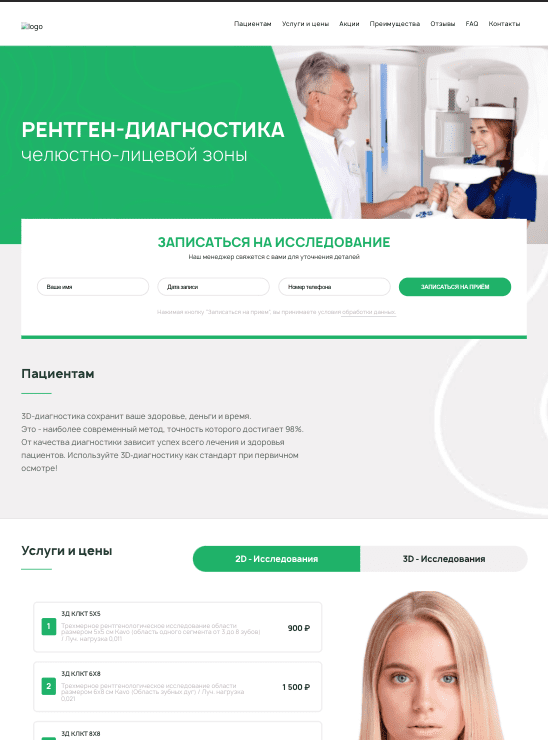 logo
Пациентам Услуги и цены Акции Преимущества Отзывы FAQ Контакты
РЕНТГЕН-ДИАГНОСТИКА
челюстно-лицевой зоны
ЗАПИСАТЬСЯ НА ИССЛЕДОВАНИЕ
Наш менеджер свяжется с вами для уточнения деталей
Ваше имя Дата записи Номер телефона ЗАПИСАТЬСЯ НА ПРИЁМ
Нажимая кнопку "Записаться на прием", вы принимаете условия обработки данных.
Пациентам
3D-диагностика сохранит ваше здоровье, деньги и время.
Это - наиболее современный метод, точность которого достигает 98%.
От качества диагностики зависит успех всего лечения и здоровья
пациентов. Используйте 3D-диагностику как стандарт при первичном
осмотре!
Услуги и цены
2D - Исследования 3D - Исследования
3Д КЛКТ 5Х5
1 Трехмерное рентгенологическое исследование области
размером 5х5 см Kavo (область одного сегмента от 3 до 8 зубов)
/ Луч. нагрузка 0,011
900 ₽
3Д КЛКТ 6Х8
2 Трехмерное рентгенологическое исследование области
размером 6х8 см Kavo (Область зубных дуг) / Луч. нагрузка
0,021
1 500 ₽
3Д КЛКТ 8Х8